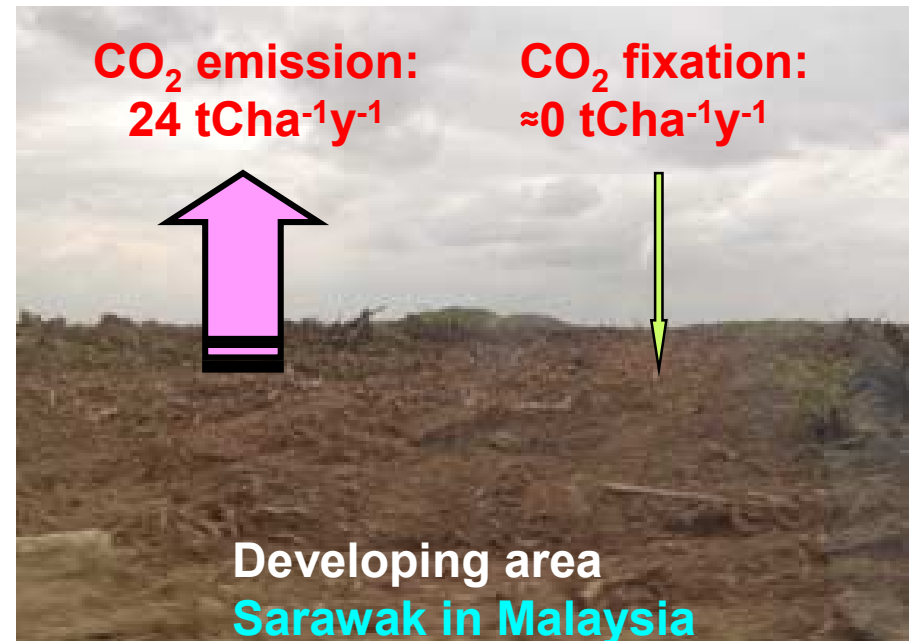 CO₂ emission:
24 tCha⁻¹y⁻¹
CO₂ fixation:
≈0 tCha⁻¹y⁻¹
Developing area
Sarawak in Malaysia